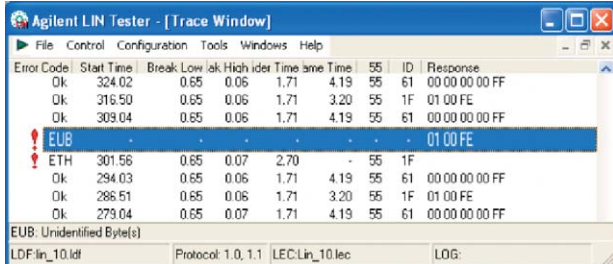 Agilent LIN Tester - [Trace Window]
File Control Configuration Tools Windows Help
Error Code Start Time Break Low ak High ider Time ame Time 55 ID Response
Ok 324.02 0.65 0.06 1.71 4.19 55 61 00 00 00 00 FF
Ok 316.50 0.65 0.06 1.71 3.20 55 1F 01 00 FE
Ok 309.04 0.65 0.06 1.71 4.19 55 61 00 00 00 00 FF
EUB - - - - - - - 01 00 FE
ETH 301.56 0.65 0.07 2.70 - 55 1F
Ok 294.03 0.65 0.06 1.71 4.19 55 61 00 00 00 00 FF
Ok 286.51 0.65 0.06 1.71 3.20 55 1F 01 00 FE
Ok 279.04 0.65 0.07 1.71 4.19 55 61 00 00 00 00 FF
EUB: Unidentified Byte(s)
LDF:lin_10.ldf Protocol: 1.0, 1.1 LEC:Lin_10.lec LOG: